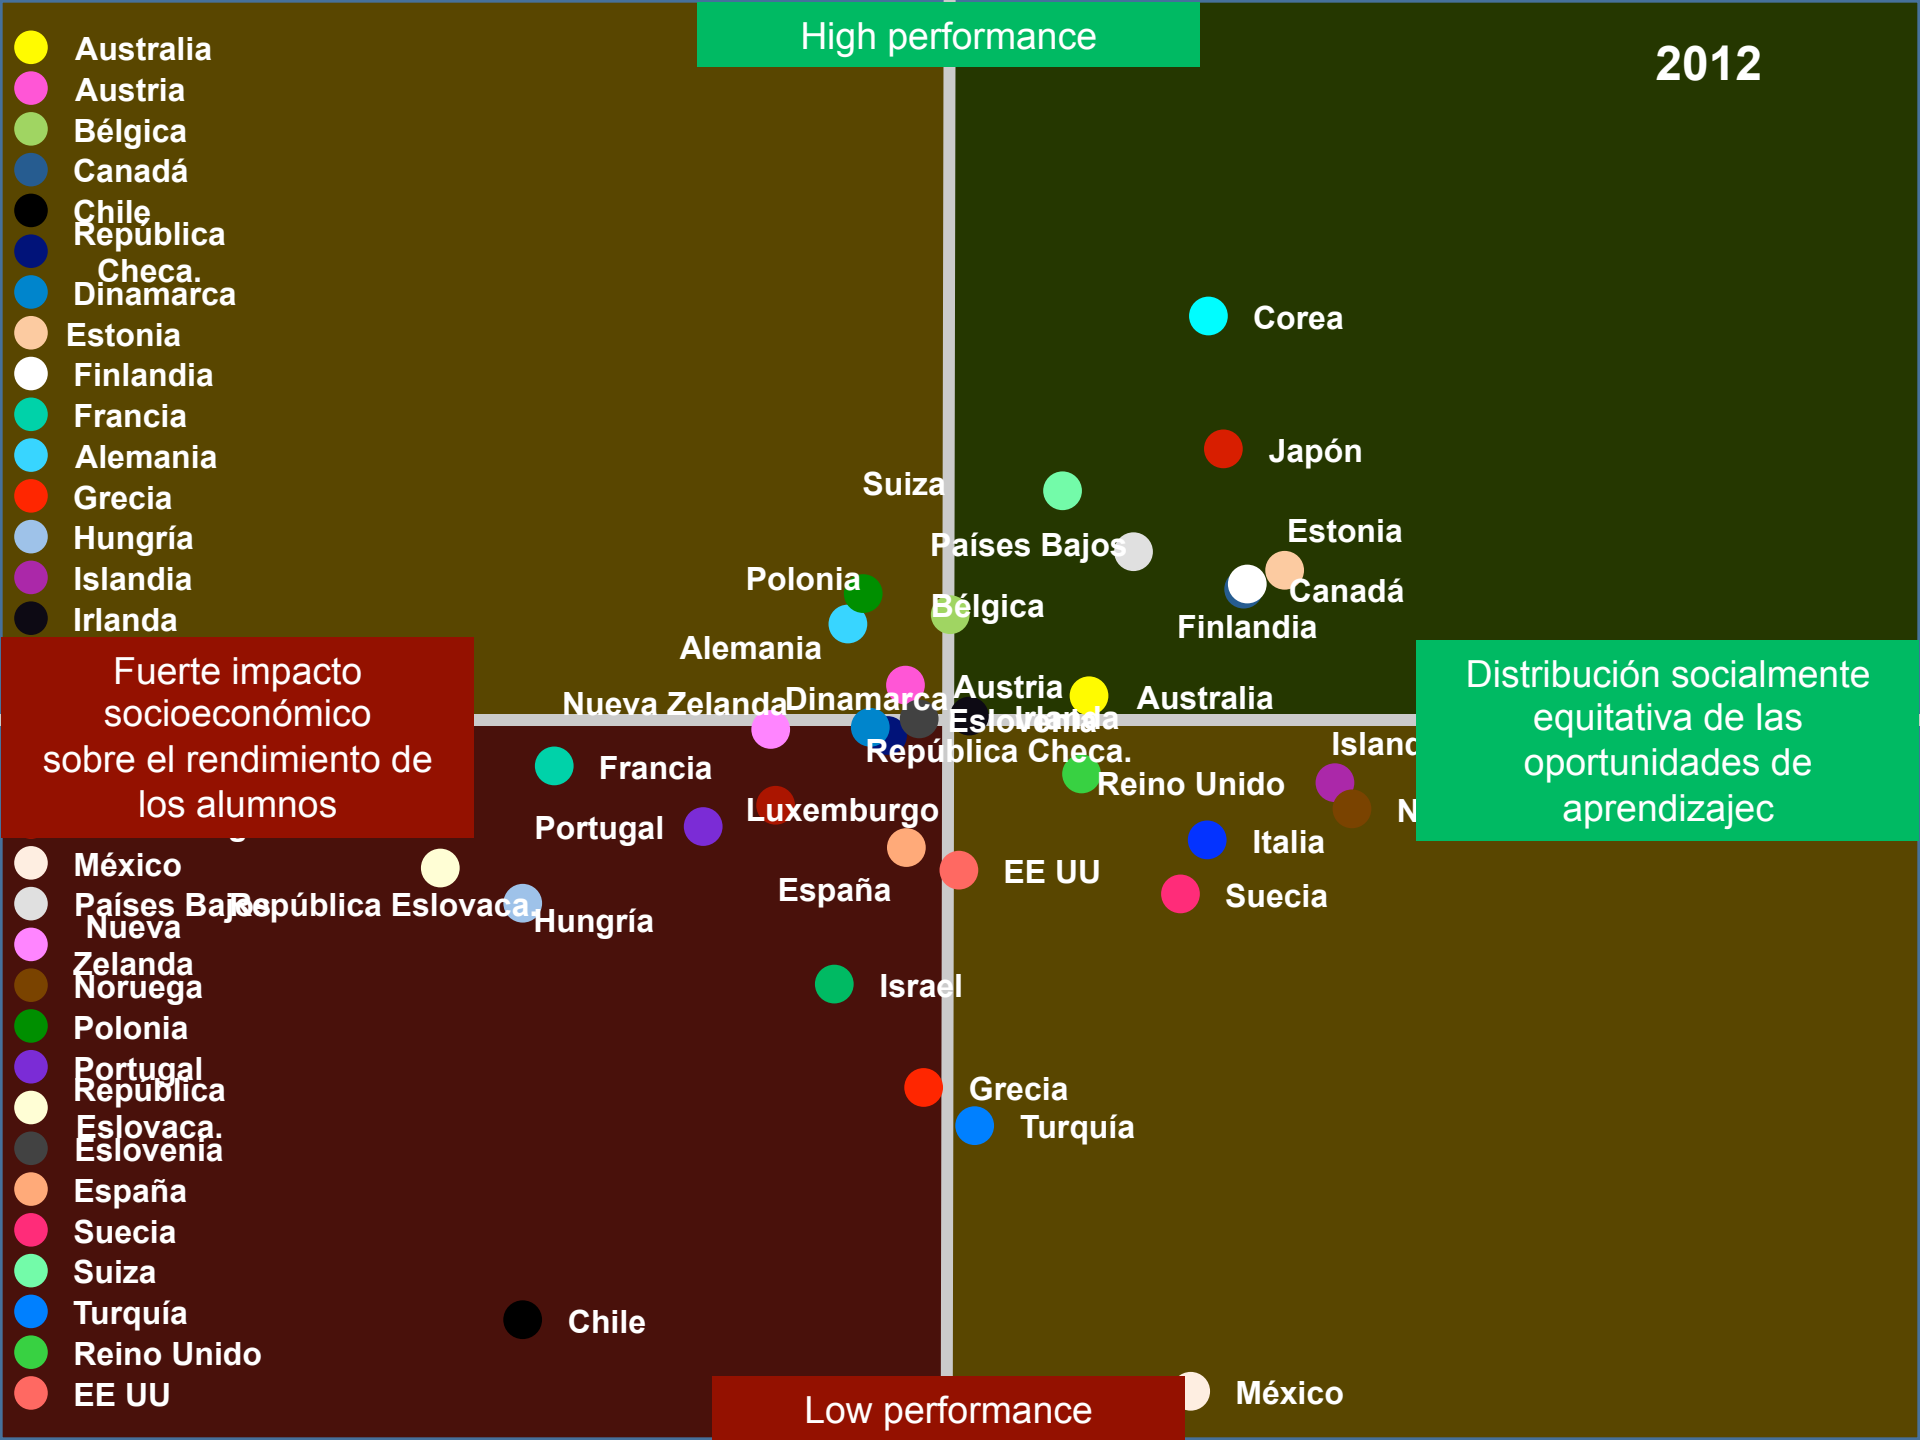 High performance
2012
Australia
Austria
Bélgica
Canadá
Chile
República
Checa.
Dinamarca
Estonia
Finlandia
Francia
Alemania
Grecia
Hungría
Islandia
Irlanda
Fuerte impacto
socioeconómico
sobre el rendimiento de
los alumnos
México
Países Bajos
Nueva
Zelanda
Noruega
Polonia
Portugal
República
Eslovaca.
Eslovenia
España
Suecia
Suiza
Turquía
Reino Unido
EE UU
Corea
Japón
Suiza
Estonia
Países Bajos
Polonia
Canadá
Bélgica
Finlandia
Alemania
Austria
Australia
Dinamarca
Nueva Zelanda
Irlanda
Eslovenia
República Checa.
Francia
Reino Unido
Luxemburgo
Portugal
Italia
EE UU
España
Suecia
República Eslovaca.
Hungría
Israel
Grecia
Turquía
Chile
México
Distribución socialmente
equitativa de las
oportunidades de
aprendizajec
Low performance